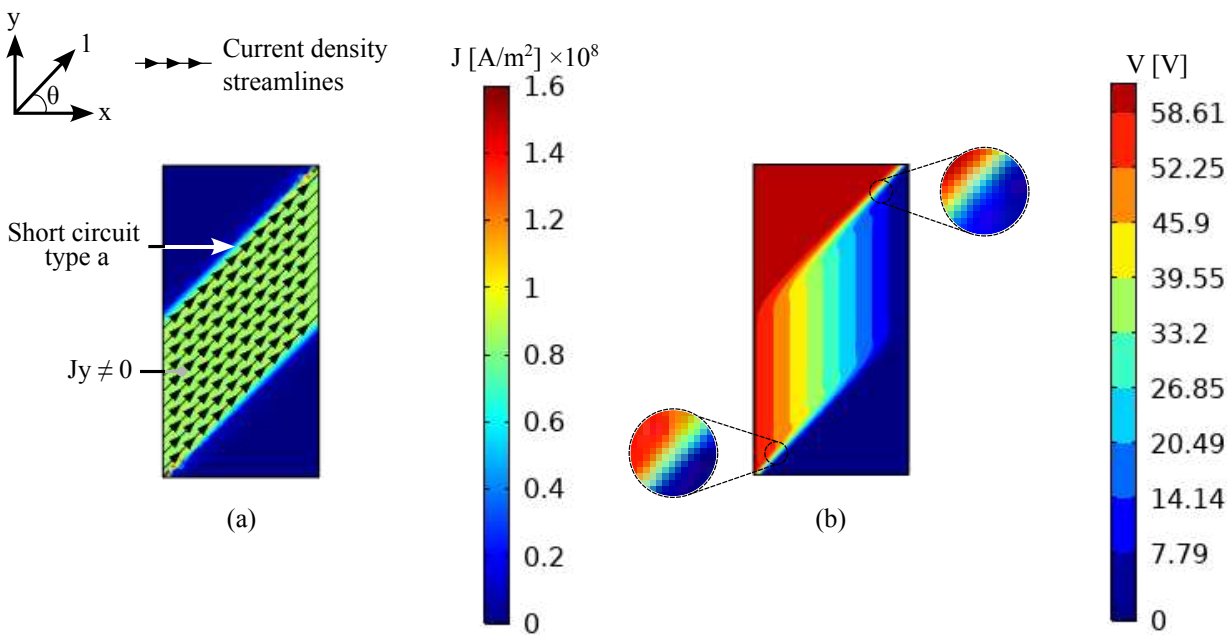 y
l
θ
x
Current density
streamlines
J [A/m²] ×10⁸
1.6
1.4
1.2
1
0.8
0.6
0.4
0.2
0
Short circuit
type a
Jy ≠ 0
(a)
V [V]
58.61
52.25
45.9
39.55
33.2
26.85
20.49
14.14
7.79
0
(b)